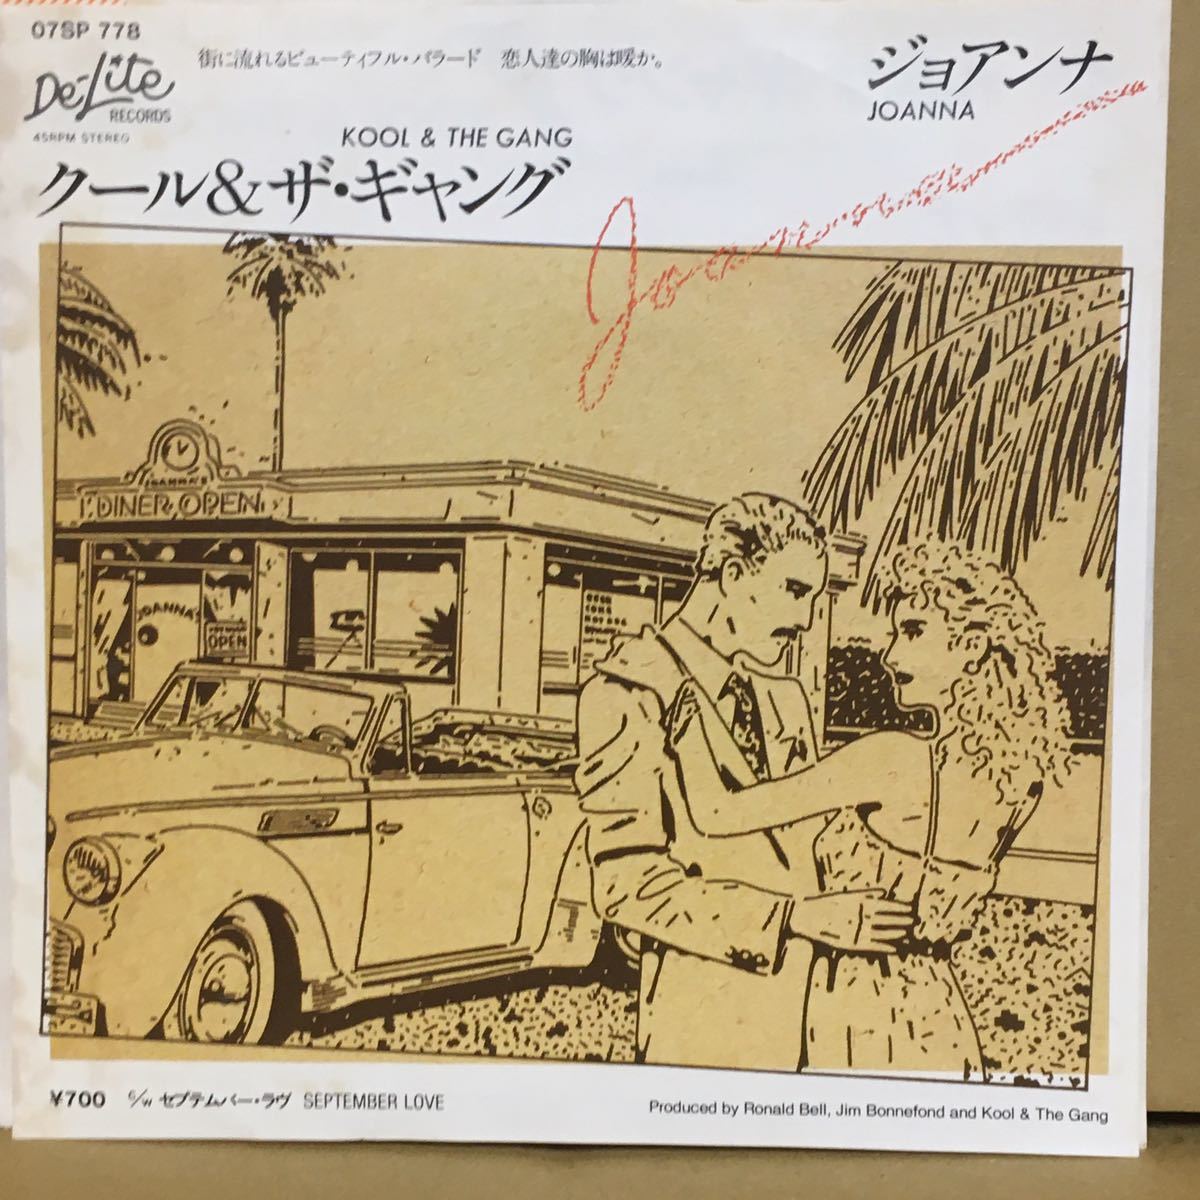 07SP 778
De-Lite
RECORDS
45RPM STEREO
街に流れるビューティフル・バラード 恋人達の胸は暖か。
ジョアンナ
JOANNA
KOOL & THE GANG
クール&ザ・ギャング
Joanna
JOANNA'S
DINER OPEN
JOANNA'S
OPEN
¥700 c/w セプテムバー・ラヴ SEPTEMBER LOVE
Produced by Ronald Bell, Jim Bonnefond and Kool & The Gang